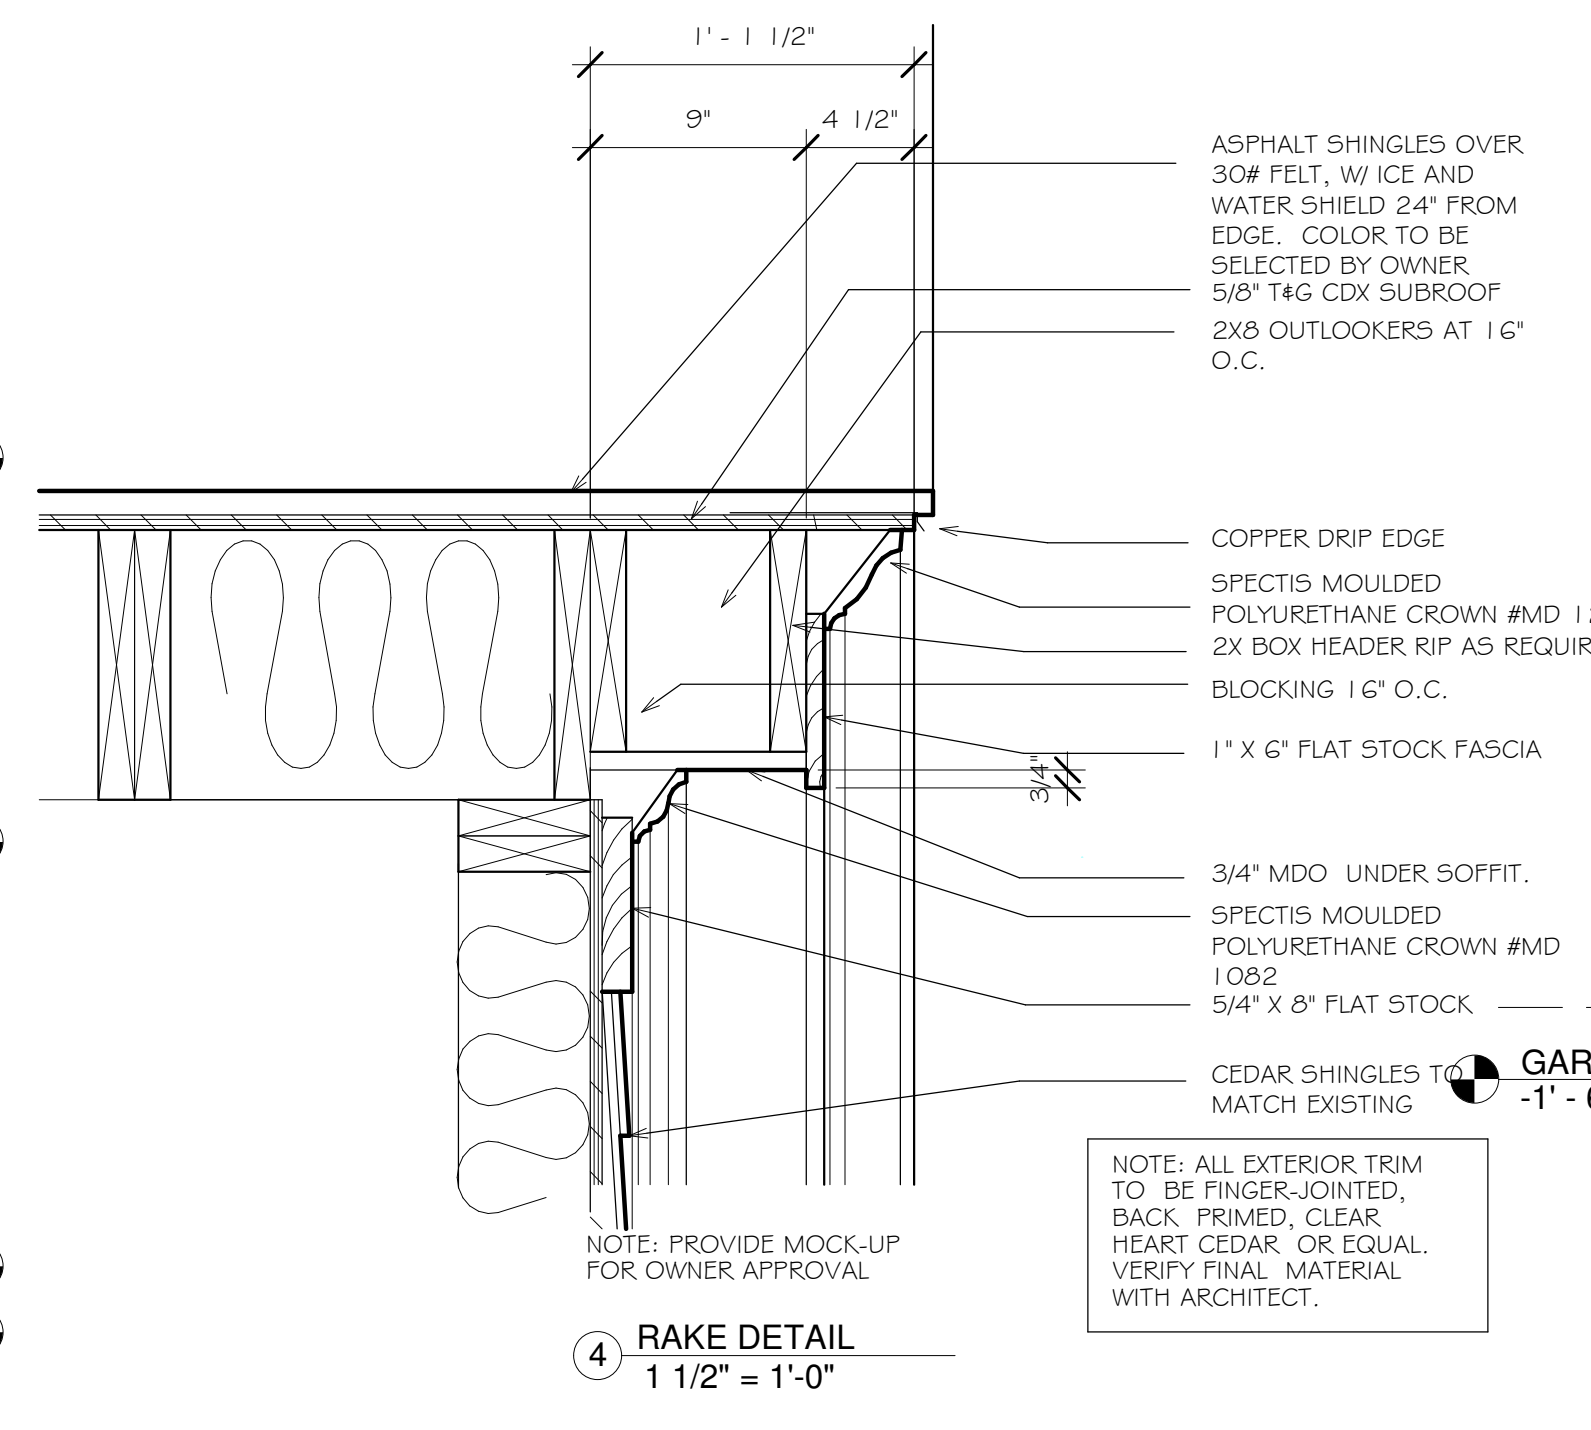 1' - 1 1/2"
9"
4 1/2"
ASPHALT SHINGLES OVER
30# FELT, W/ ICE AND
WATER SHIELD 24" FROM
EDGE. COLOR TO BE
SELECTED BY OWNER
5/8" T&G CDX SUBROOF
2X8 OUTLOOKERS AT 16"
O.C.
COPPER DRIP EDGE
SPECTIS MOULDED
POLYURETHANE CROWN #MD
2X BOX HEADER RIP AS
BLOCKING 16" O.C.
1" X 6" FLAT STOCK FASCIA
3/4"
3/4" MDO UNDER SOFFIT.
SPECTIS MOULDED
POLYURETHANE CROWN #MD
1082
5/4" X 8" FLAT STOCK
CEDAR SHINGLES TO
MATCH EXISTING
GAR
-1' -
NOTE: ALL EXTERIOR TRIM
TO BE FINGER-JOINTED,
BACK PRIMED, CLEAR
HEART CEDAR OR EQUAL.
VERIFY FINAL MATERIAL
WITH ARCHITECT.
NOTE: PROVIDE MOCK-UP
FOR OWNER APPROVAL
4
RAKE DETAIL
1 1/2" = 1'-0"